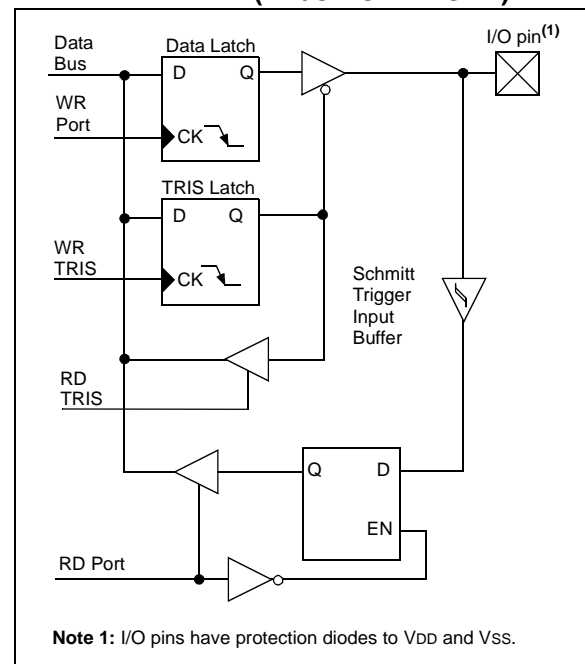 Data
Bus
Data Latch
I/O pin(1)
D
Q
WR
Port
CK
TRIS Latch
D
Q
WR
TRIS
CK
Schmitt
Trigger
Input
Buffer
RD
TRIS
Q
D
EN
RD Port
Note 1: I/O pins have protection diodes to VDD and VSS.